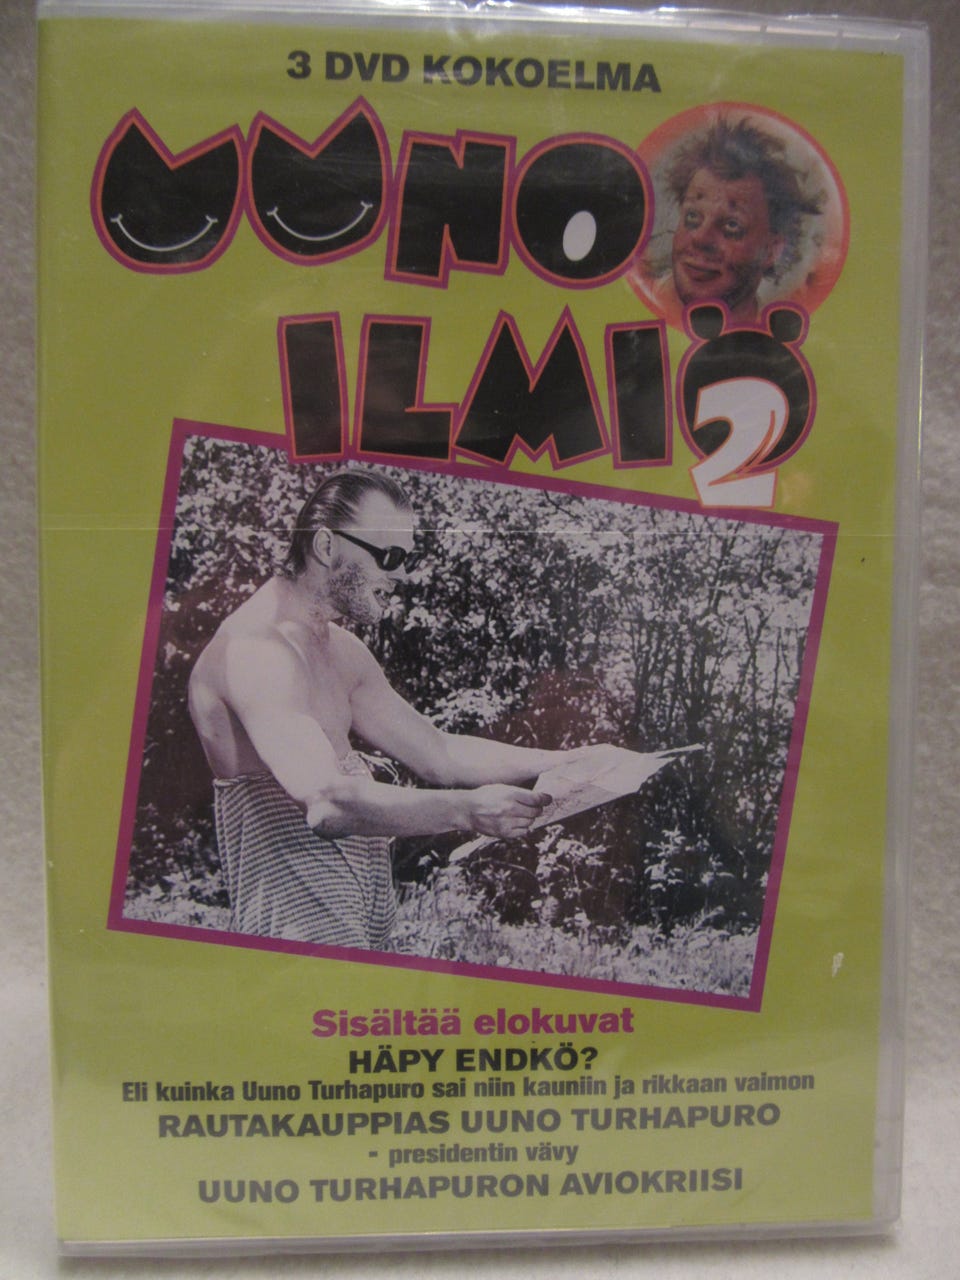 3 DVD KOKOELMA
UUNO
ILMIÖ
2
Sisältää elokuvat
HÄPY ENDKÖ?
Eli kuinka Uuno Turhapuro sai niin kauniin ja rikkaan vaimon
RAUTAKAUPPIAS UUNO TURHAPURO
- presidentin vävy
UUNO TURHAPURON AVIOKRIISI